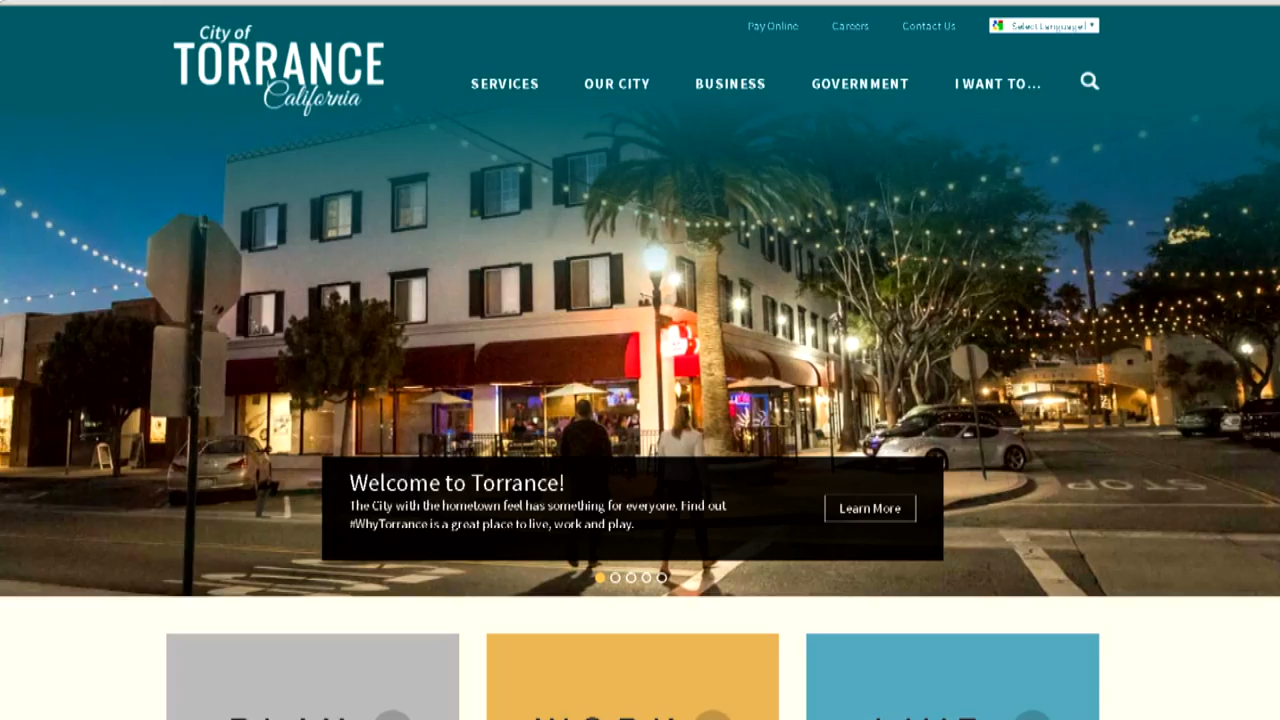 City of
TORRANCE
California
Pay Online Careers Contact Us Select Language ▼
SERVICES OUR CITY BUSINESS GOVERNMENT I WANT TO...
Welcome to Torrance!
The City with the hometown feel has something for everyone. Find out
#WhyTorrance is a great place to live, work and play.
Learn More
STOP